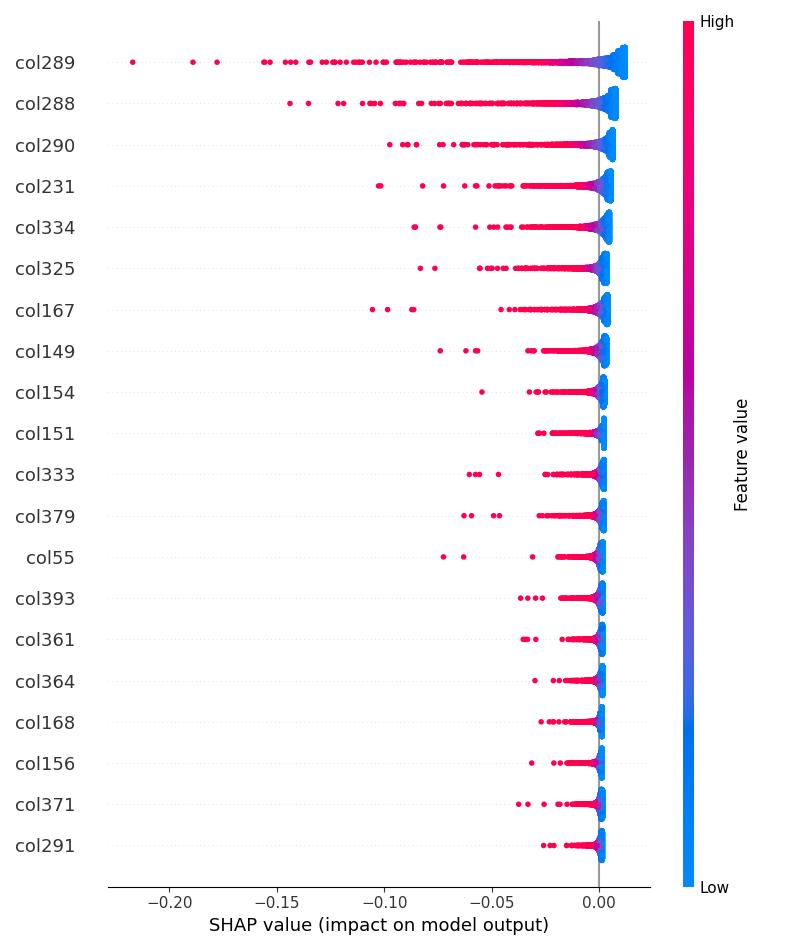 High
col289
col288
col290
col231
col334
col325
col167
col149
col154
col151
col333
col379
col55
col393
col361
col364
col168
col156
col371
col291
Feature value
Low
−0.20 −0.15 −0.10 −0.05 0.00
SHAP value (impact on model output)